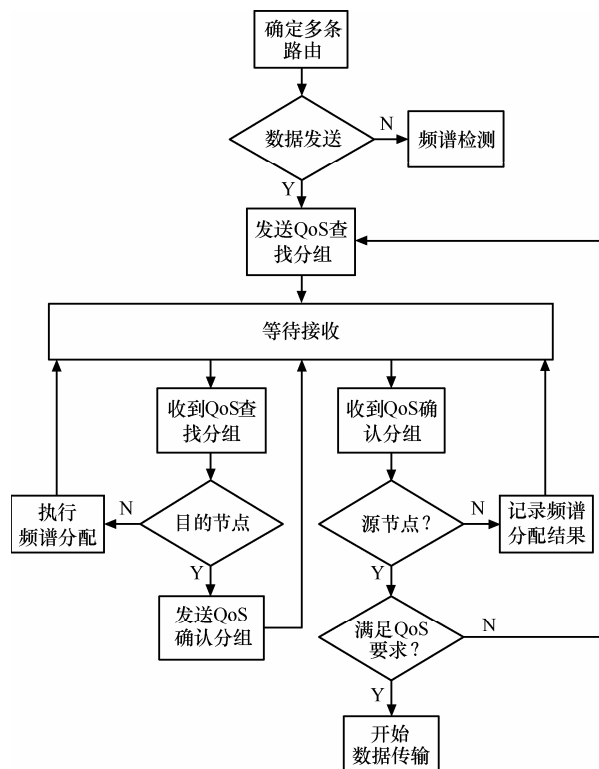 确定多条
路由
数据发送
N
频谱检测
Y
发送QoS查
找分组
等待接收
收到QoS查
找分组
收到QoS确
认分组
执行
频谱分配
N
目的节点
源节点？
N
记录频谱
分配结果
Y
Y
发送QoS
确认分组
满足QoS
要求？
N
Y
开始
数据传输